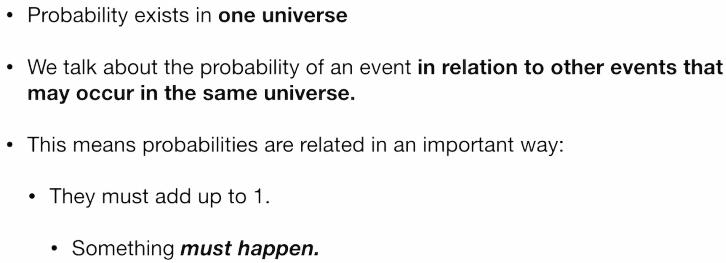 • Probability exists in one universe
• We talk about the probability of an event in relation to other events that
may occur in the same universe.
• This means probabilities are related in an important way:
• They must add up to 1.
• Something must happen.